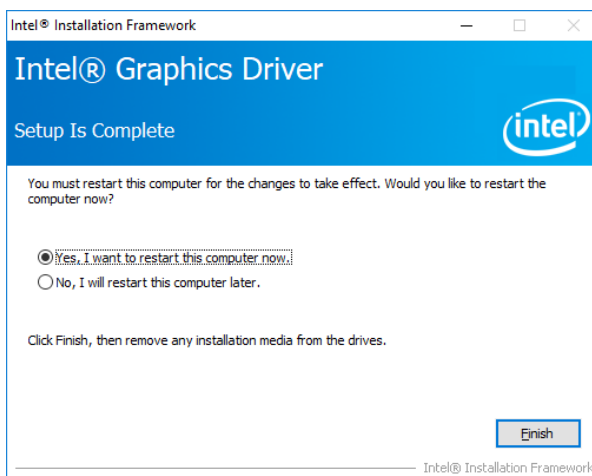 Intel® Installation Framework
Intel® Graphics Driver
Setup Is Complete
intel
You must restart this computer for the changes to take effect. Would you like to restart the
computer now?
Yes, I want to restart this computer now.
No, I will restart this computer later.
Click Finish, then remove any installation media from the drives.
Finish
Intel® Installation Framework